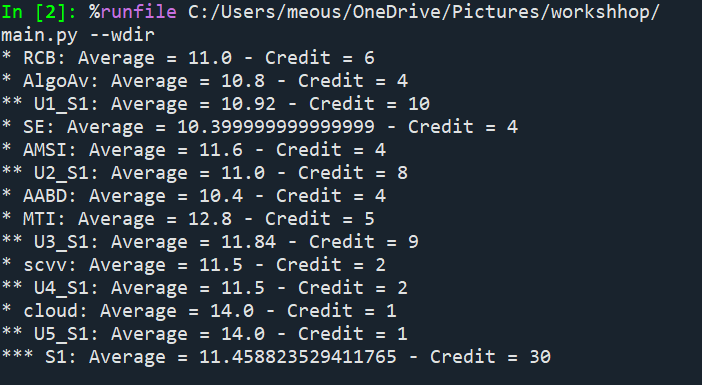 In [2]: %runfile C:/Users/meous/OneDrive/Pictures/workshhop/
main.py --wdir
* RCB: Average = 11.0 - Credit = 6
* AlgoAv: Average = 10.8 - Credit = 4
** U1_S1: Average = 10.92 - Credit = 10
* SE: Average = 10.399999999999999 - Credit = 4
* AMSI: Average = 11.6 - Credit = 4
** U2_S1: Average = 11.0 - Credit = 8
* AABD: Average = 10.4 - Credit = 4
* MTI: Average = 12.8 - Credit = 5
** U3_S1: Average = 11.84 - Credit = 9
* scvv: Average = 11.5 - Credit = 2
** U4_S1: Average = 11.5 - Credit = 2
* cloud: Average = 14.0 - Credit = 1
** U5_S1: Average = 14.0 - Credit = 1
*** S1: Average = 11.458823529411765 - Credit = 30